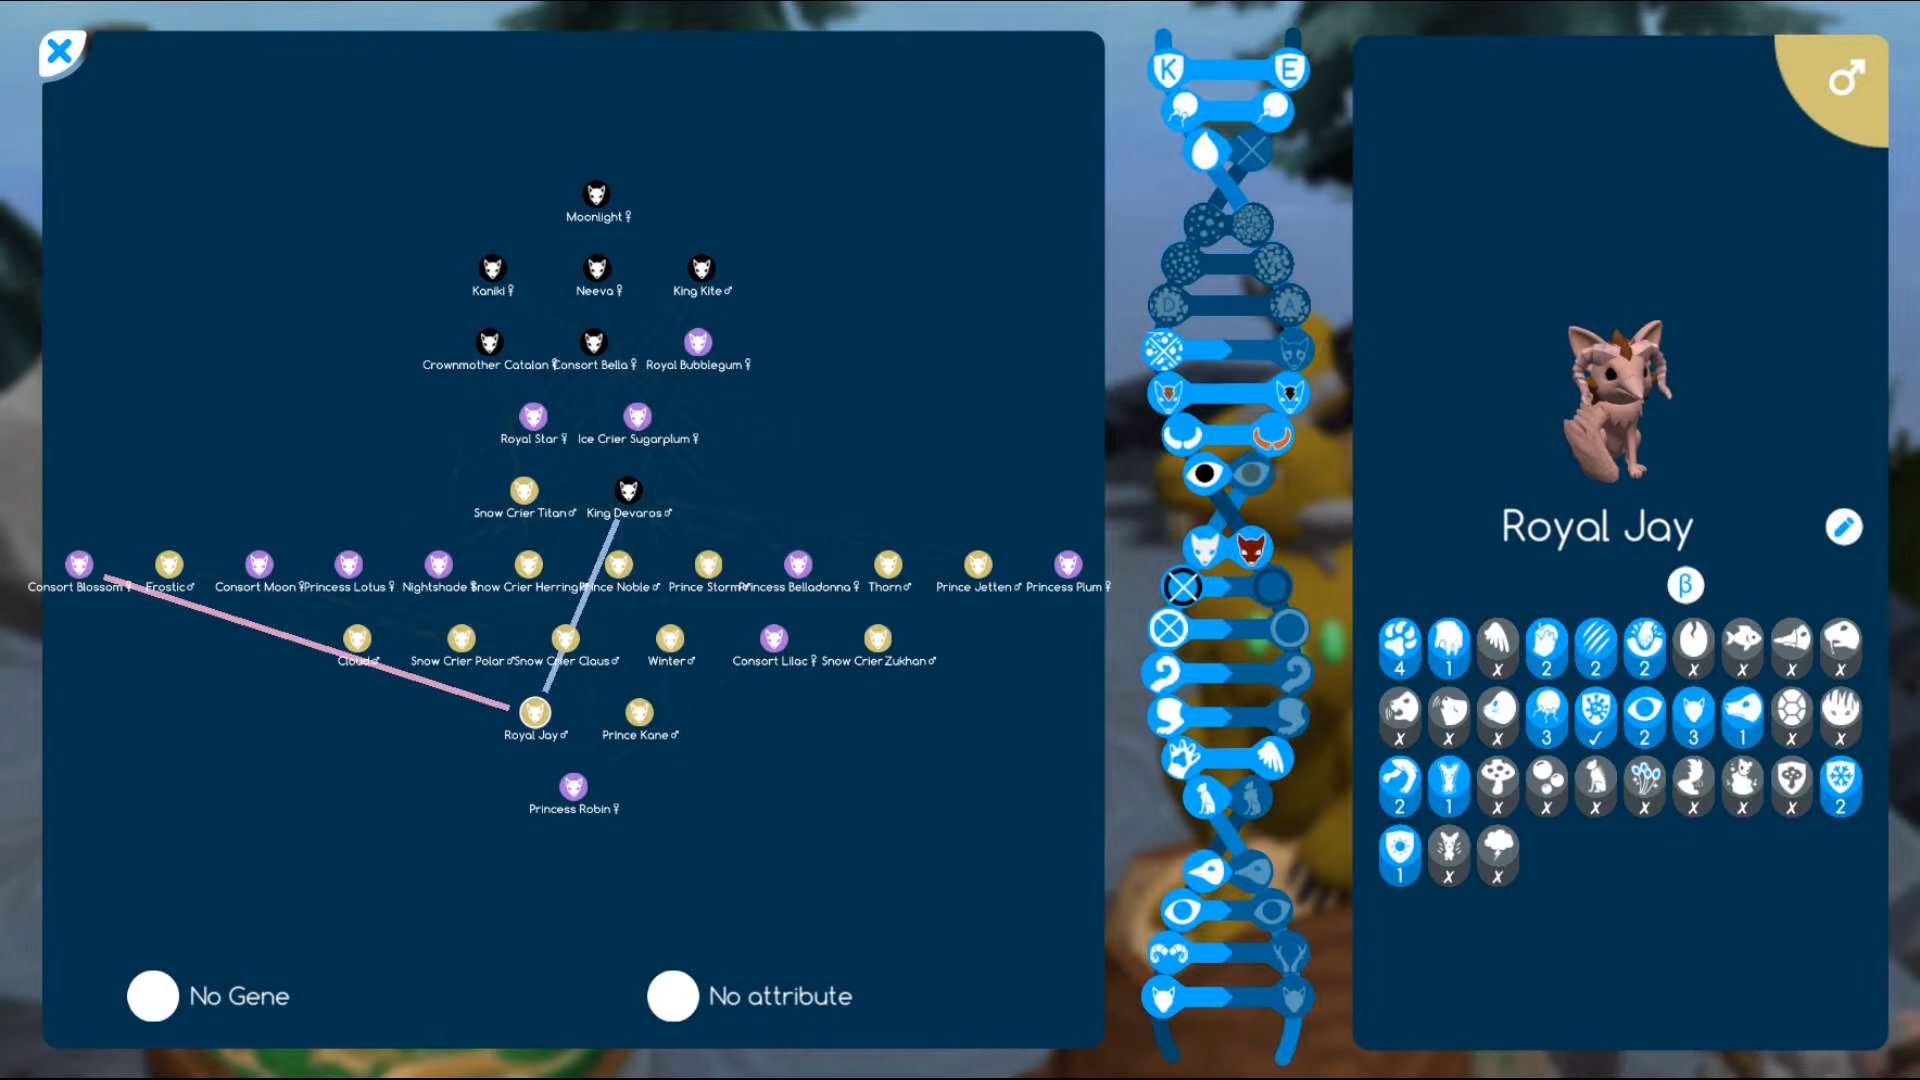 Moonlight ♀
Kaniki ♀ Neeva ♀ King Kite ♂
Crownmother Catalan ♀ Consort Bella ♀ Royal Bubblegum ♀
Royal Star ♀ Ice Crier Sugarplum ♀
Snow Crier Titan ♂ King Devaros ♂
Consort Blossom ♀ Frostic ♂ Consort Moon ♀ Princess Lotus ♀ Nightshade ♀ Snow Crier Herring Prince Noble ♂ Prince Storm ♂ Princess Belladonna ♀ Thorn ♂ Prince Jetten ♂ Princess Plum ♀
Cloud ♂ Snow Crier Polar ♂ Snow Crier Claus ♂ Winter ♂ Consort Lilac ♀ Snow Crier Zukhan ♂
Royal Jay ♂ Prince Kane ♂
Princess Robin ♀
No Gene No attribute
K E
D A
♂
Royal Jay
β
4 1 x 2 2 2 x x x x
x x x 3 ✓ 2 3 1 x x
2 1 x x x x x x x 2
1 x x